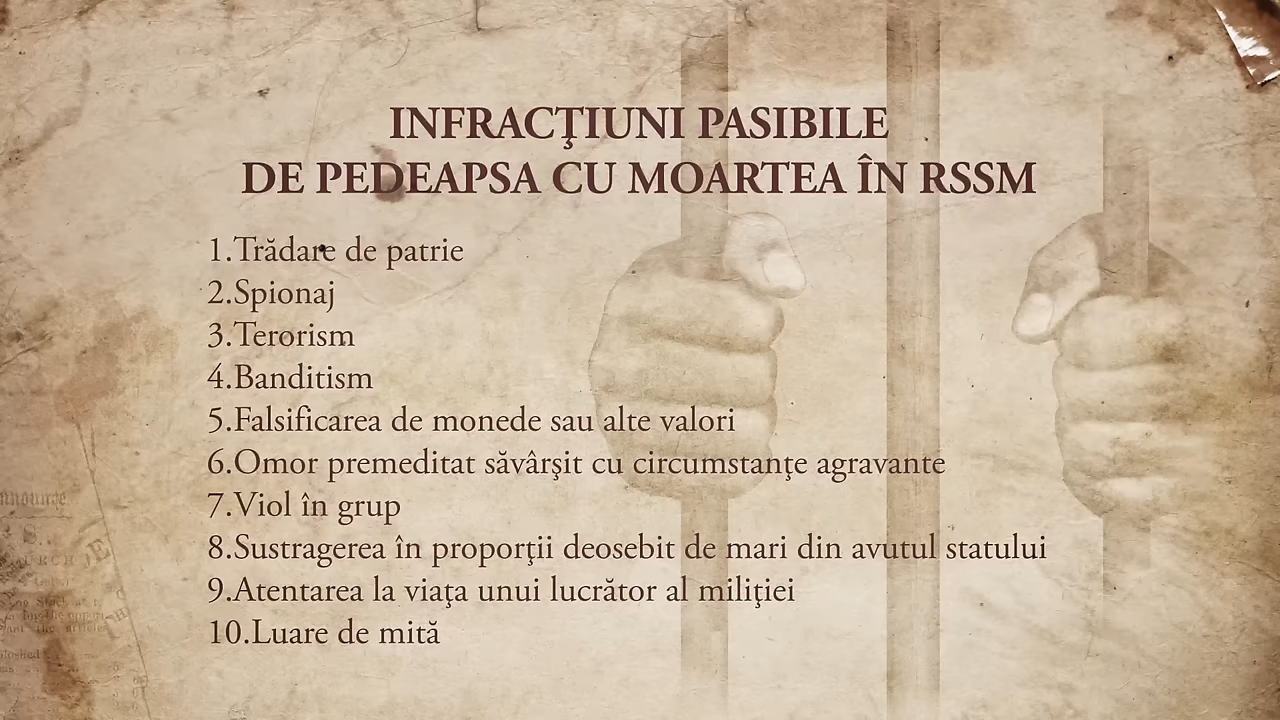 INFRACŢIUNI PASIBILE
DE PEDEAPSA CU MOARTEA ÎN RSSM
1.Trădare de patrie
2.Spionaj
3.Terorism
4.Banditism
5.Falsificarea de monede sau alte valori
6.Omor premeditat săvârşit cu circumstanţe agravante
7.Viol în grup
8.Sustragerea în proporţii deosebit de mari din avutul statului
9.Atentarea la viaţa unui lucrător al miliţiei
10.Luare de mită